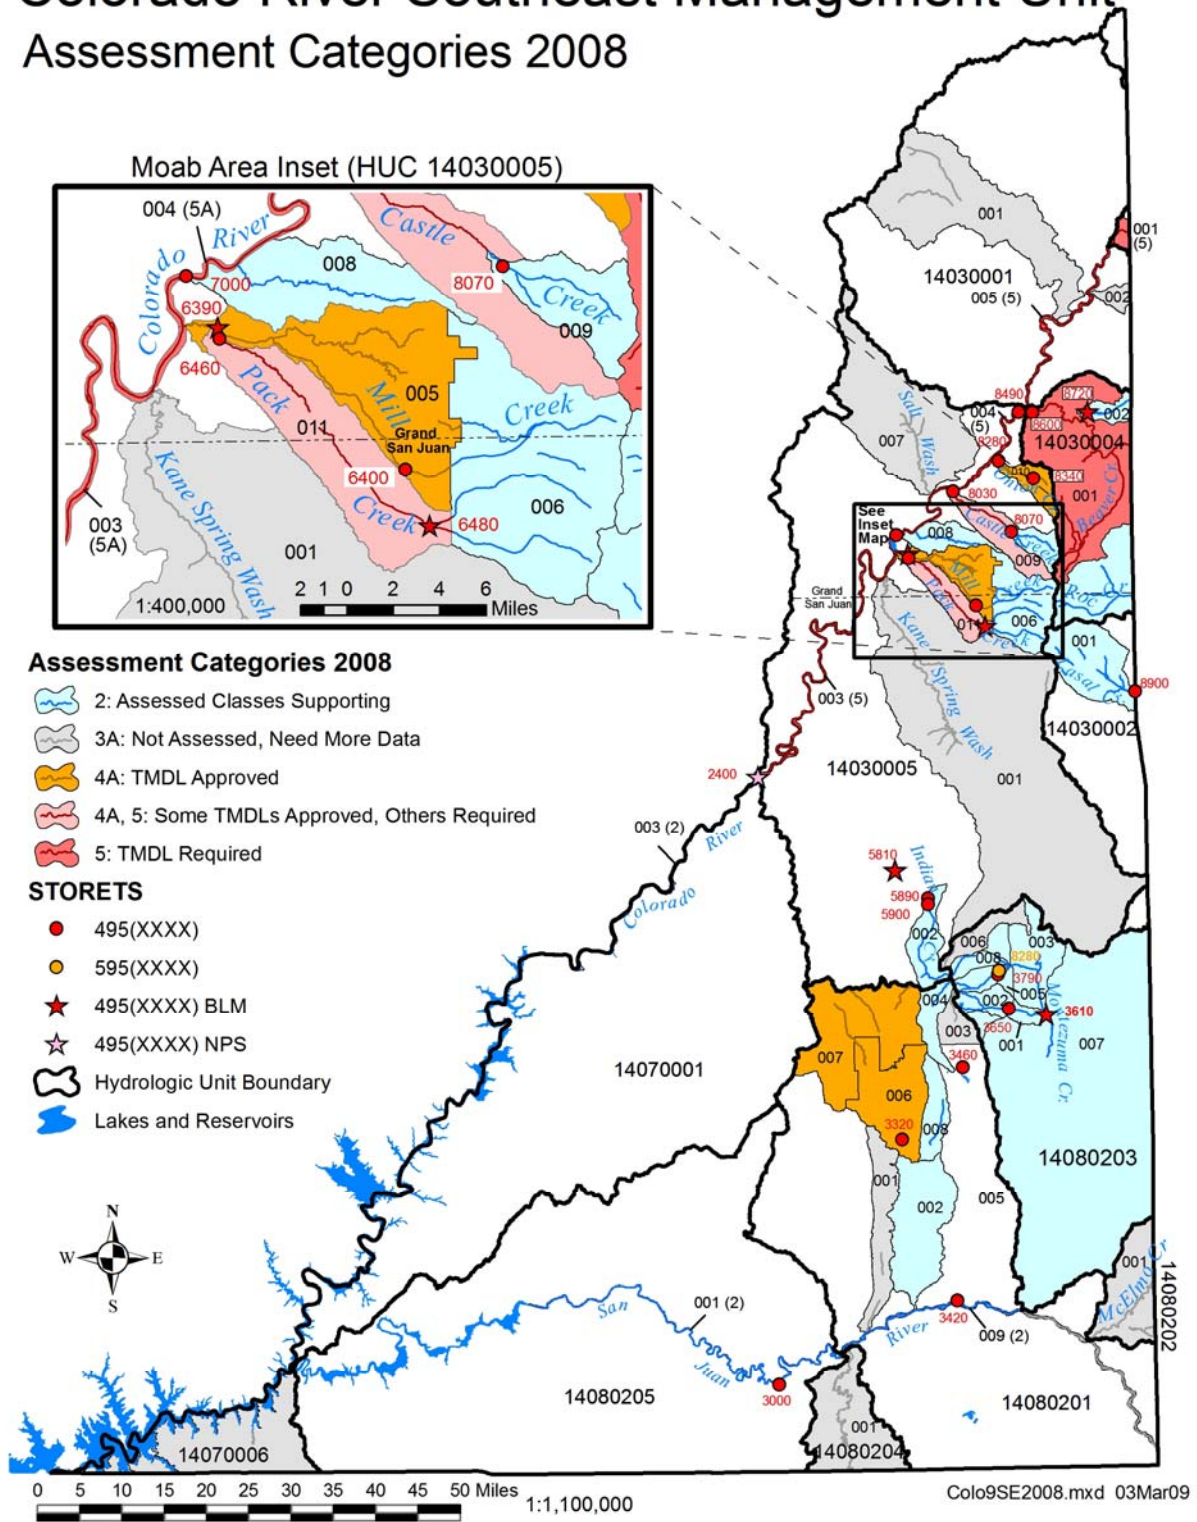 Colorado River Southeast Management Unit
Assessment Categories 2008
Moab Area Inset (HUC 14030005)
004 (5A)
River
Colorado
7000
6390
6460
008
Castle
8070
Creek
009
Pack
Mill
005
Creek
011
Grand
San Juan
6400
Creek
6480
006
003
(5A)
Kane Spring Wash
001
1:400,000
2 1 0 2 4 6
Miles
Assessment Categories 2008
2: Assessed Classes Supporting
3A: Not Assessed, Need More Data
4A: TMDL Approved
4A, 5: Some TMDLs Approved, Others Required
5: TMDL Required
STORETS
495(XXXX)
595(XXXX)
495(XXXX) BLM
495(XXXX) NPS
Hydrologic Unit Boundary
Lakes and Reservoirs
N
W E
S
001
001
(5)
14030001
005 (5)
002
8490
8720
004
(5)
8600
002
14030004
8280
Salt
Wash
007
010
8340
001
Beaver Cr.
8030
See
Inset
Map
008
Castle Creek
8070
009
Mill
Creek
Pack
011
Creek
006
Roc Cr.
Grand
San Juan
001
8900
14030002
Kane
Spring
Wash
003 (5)
14030005
001
2400
003 (2)
River
Colorado
5810
Indian
Cr.
5890
5900
002
006
003
008
8280
3790
005
004
002
3650
3610
001
007
003
3460
Montezuma Cr.
007
006
3320
008
14070001
14080203
001
002
005
001
McElmo Cr
14080202
San
001 (2)
Juan
River
3420
009 (2)
3000
14080205
14080201
001
14080204
14070006
0 5 10 15 20 25 30 35 40 45 50 Miles
1:1,100,000
Colo9SE2008.mxd 03Mar09